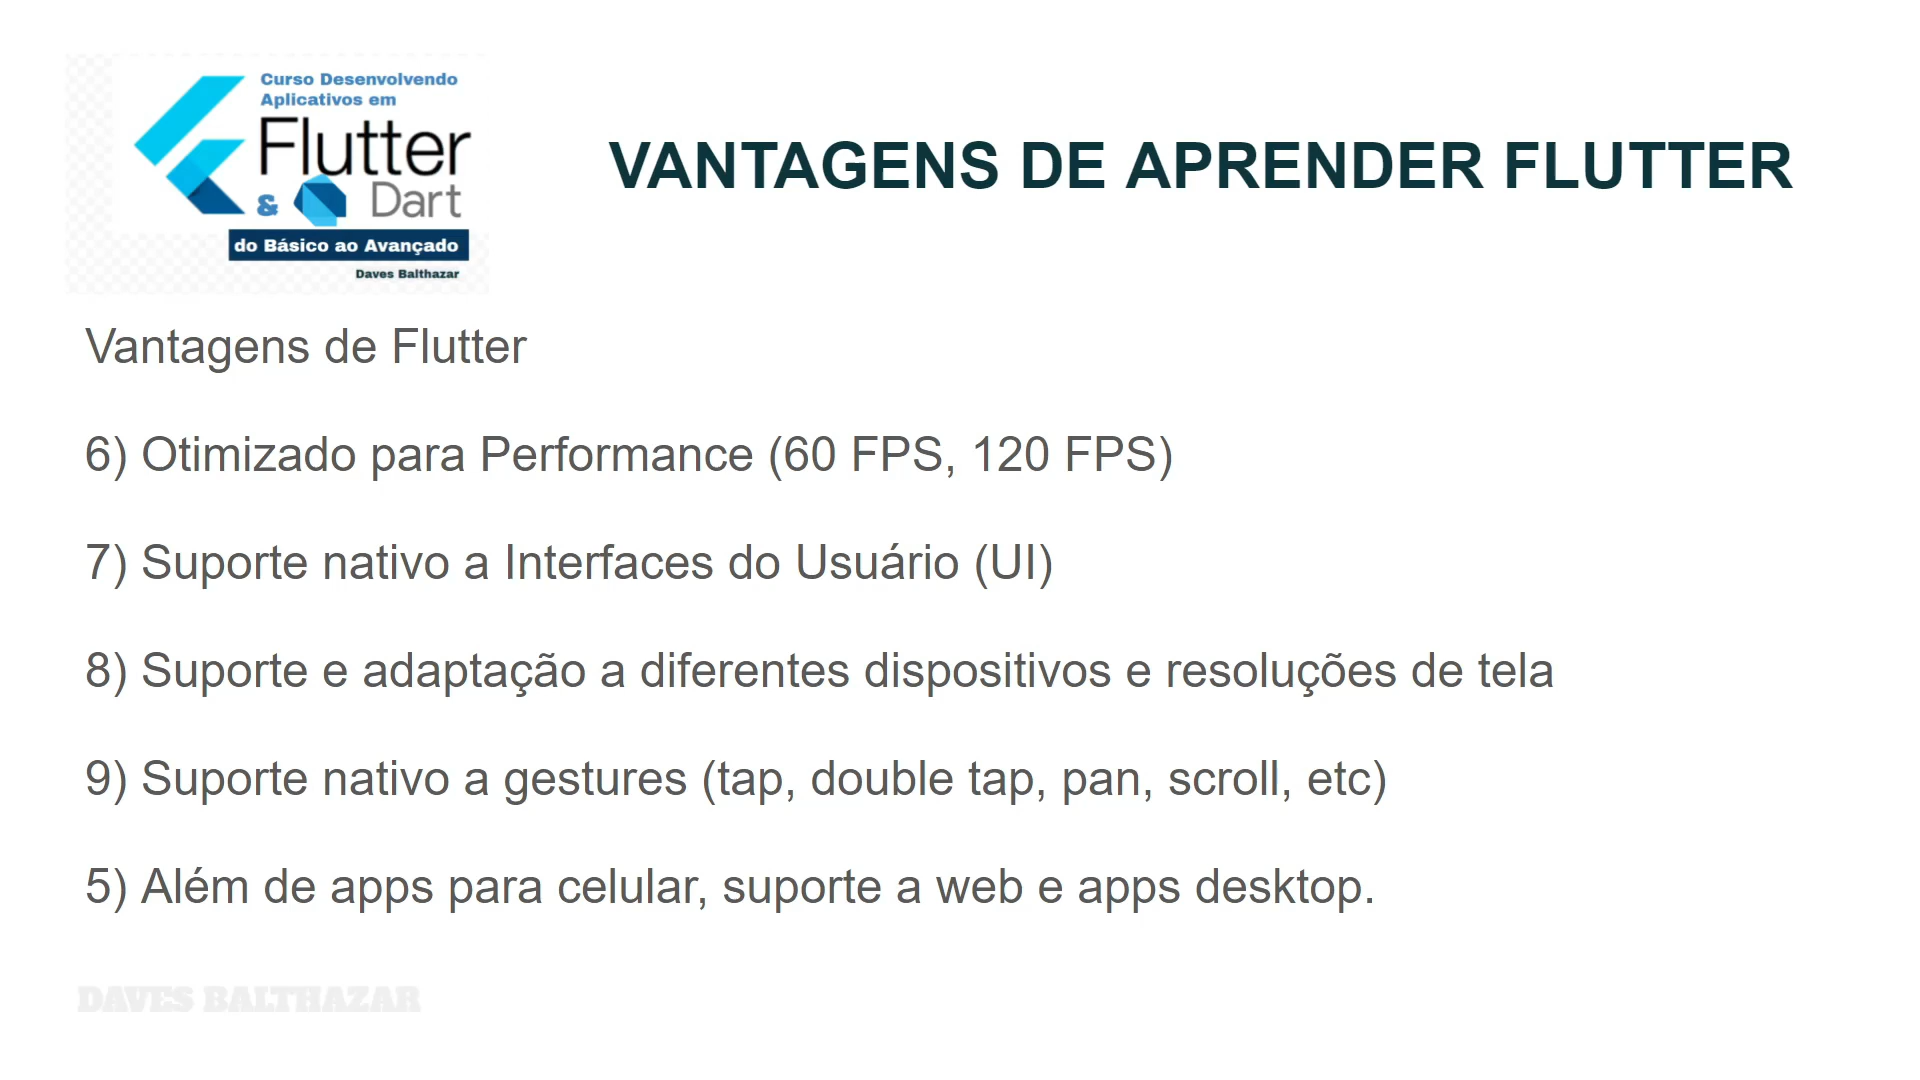 Curso Desenvolvendo
Aplicativos em
Flutter
& Dart
do Básico ao Avançado
Daves Balthazar
VANTAGENS DE APRENDER FLUTTER
Vantagens de Flutter
6) Otimizado para Performance (60 FPS, 120 FPS)
7) Suporte nativo a Interfaces do Usuário (UI)
8) Suporte e adaptação a diferentes dispositivos e resoluções de tela
9) Suporte nativo a gestures (tap, double tap, pan, scroll, etc)
5) Além de apps para celular, suporte a web e apps desktop.
DAVES BALTHAZAR